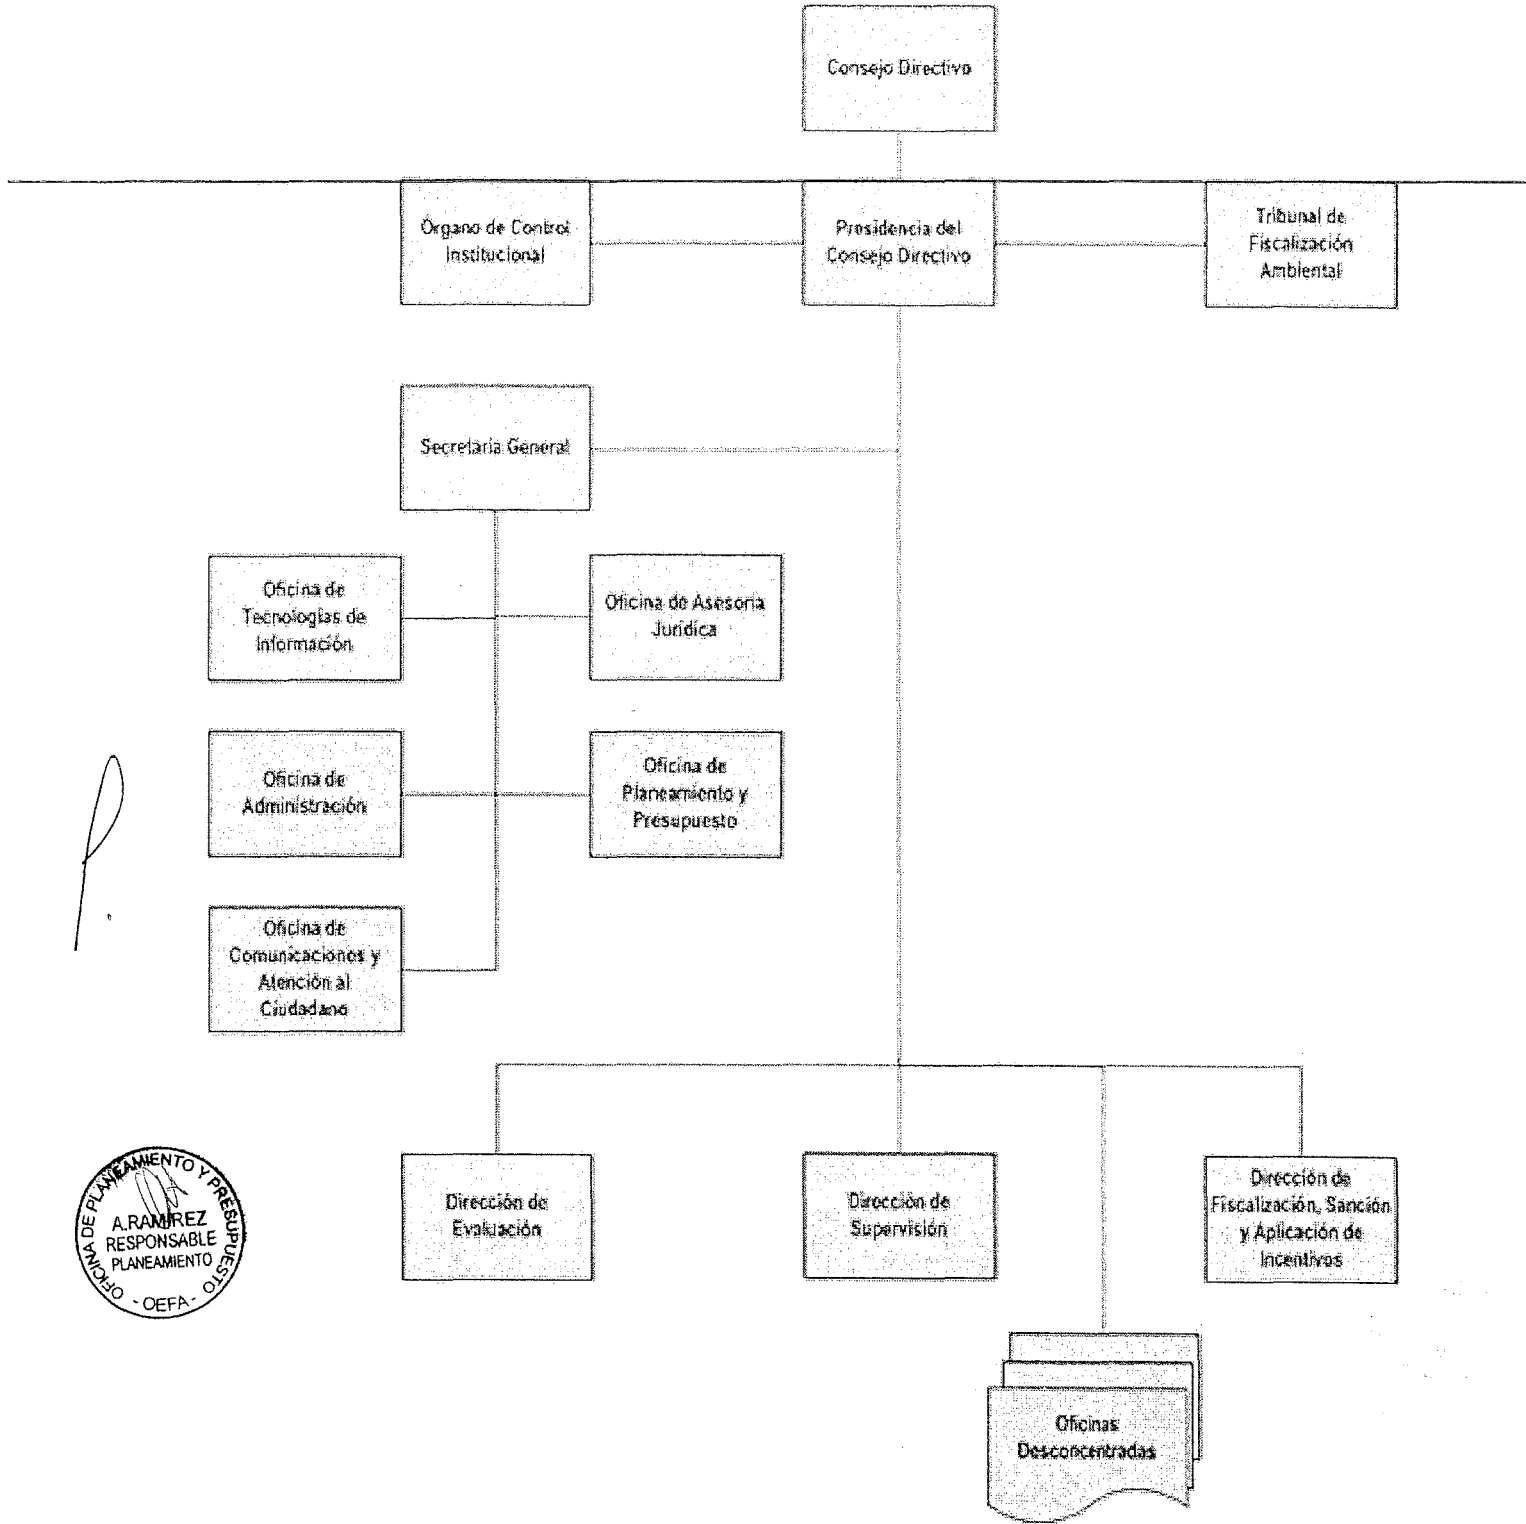 Consejo Directivo
Órgano de Control
Institucional
Presidencia del
Consejo Directivo
Tribunal de
Fiscalización
Ambiental
Secretaría General
Oficina de
Tecnologías de
Información
Oficina de Asesoría
Jurídica
Oficina de
Administración
Oficina de
Planeamiento y
Presupuesto
Oficina de
Comunicaciones y
Atención al
Ciudadano
Dirección de
Evaluación
Dirección de
Supervisión
Dirección de
Fiscalización, Sanción
y Aplicación de
Incentivos
Oficinas
Desconcentradas
OFICINA DE PLANEAMIENTO Y PRESUPUESTO
A.RAMIREZ
RESPONSABLE
PLANEAMIENTO
- OEFA -